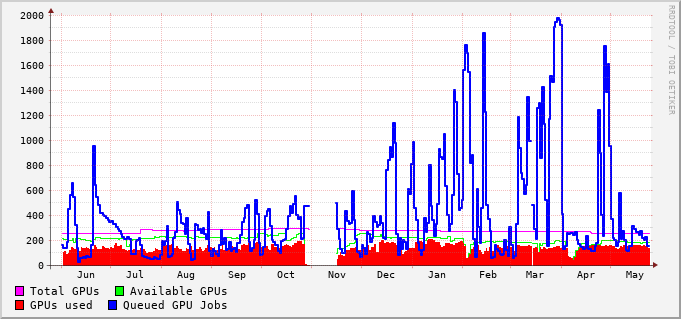 2000
1800
1600
1400
1200
1000
800
600
400
200
0
Jun Jul Aug Sep Oct Nov Dec Jan Feb Mar Apr May
Total GPUs Available GPUs
GPUs used Queued GPU Jobs
RRDTOOL / TOBI OETIKER